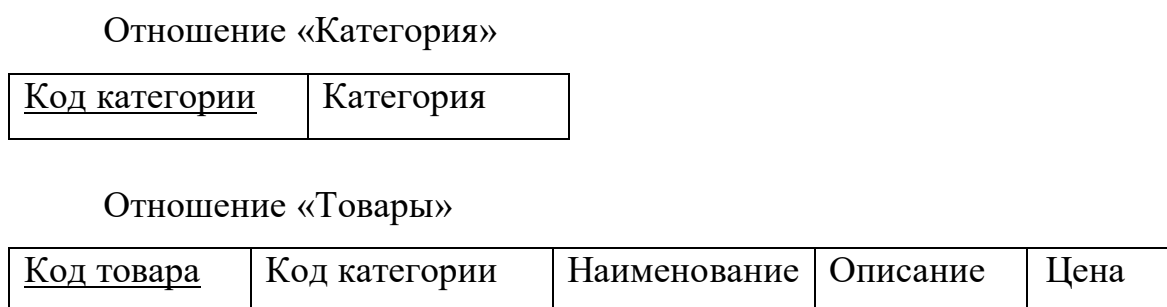 Отношение «Категория»
Код категории Категория
Отношение «Товары»
Код товара Код категории Наименование Описание Цена